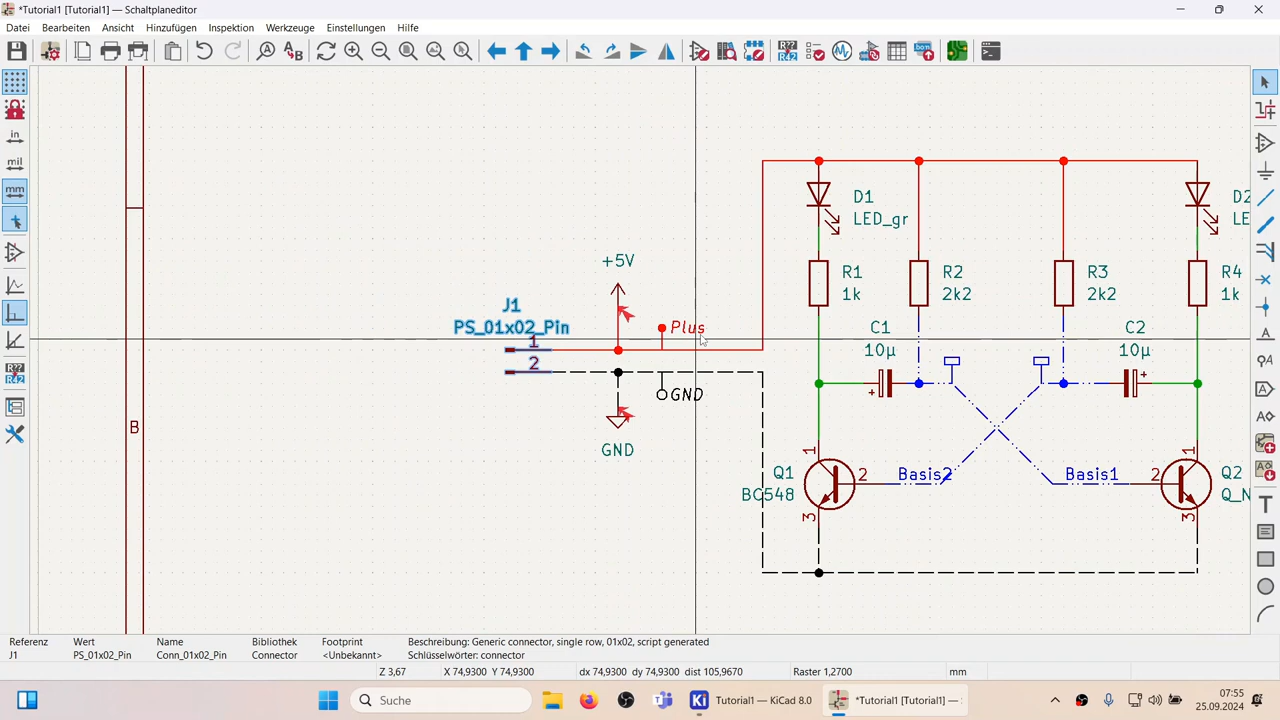 *Tutorial1 [Tutorial1] — Schaltplaneditor
Datei Bearbeiten Ansicht Hinzufügen Inspektion Werkzeuge Einstellungen Hilfe
in
mil
mm
R??
R42
A
B
+5V
J1
PS_01x02_Pin
1
2
Plus
GND
GND
D1
LED_gr
D2
LE
R1
1k
R2
2k2
R3
2k2
R4
1k
C1
10µ
C2
10µ
+
+
Q1
BC548
1
2
3
Basis2
Basis1
Q2
Q_N
1
2
3
Referenz Wert Name Bibliothek Footprint Beschreibung: Generic connector, single row, 01x02, script generated
J1 PS_01x02_Pin Conn_01x02_Pin Connector <Unbekannt> Schlüsselwörter: connector
Z 3,67 X 74,9300 Y 74,9300 dx 74,9300 dy 74,9300 dist 105,9670 Raster 1,2700 mm
Suche
Tutorial1 — KiCad 8.0
*Tutorial1 [Tutorial1] —
07:55
25.09.2024